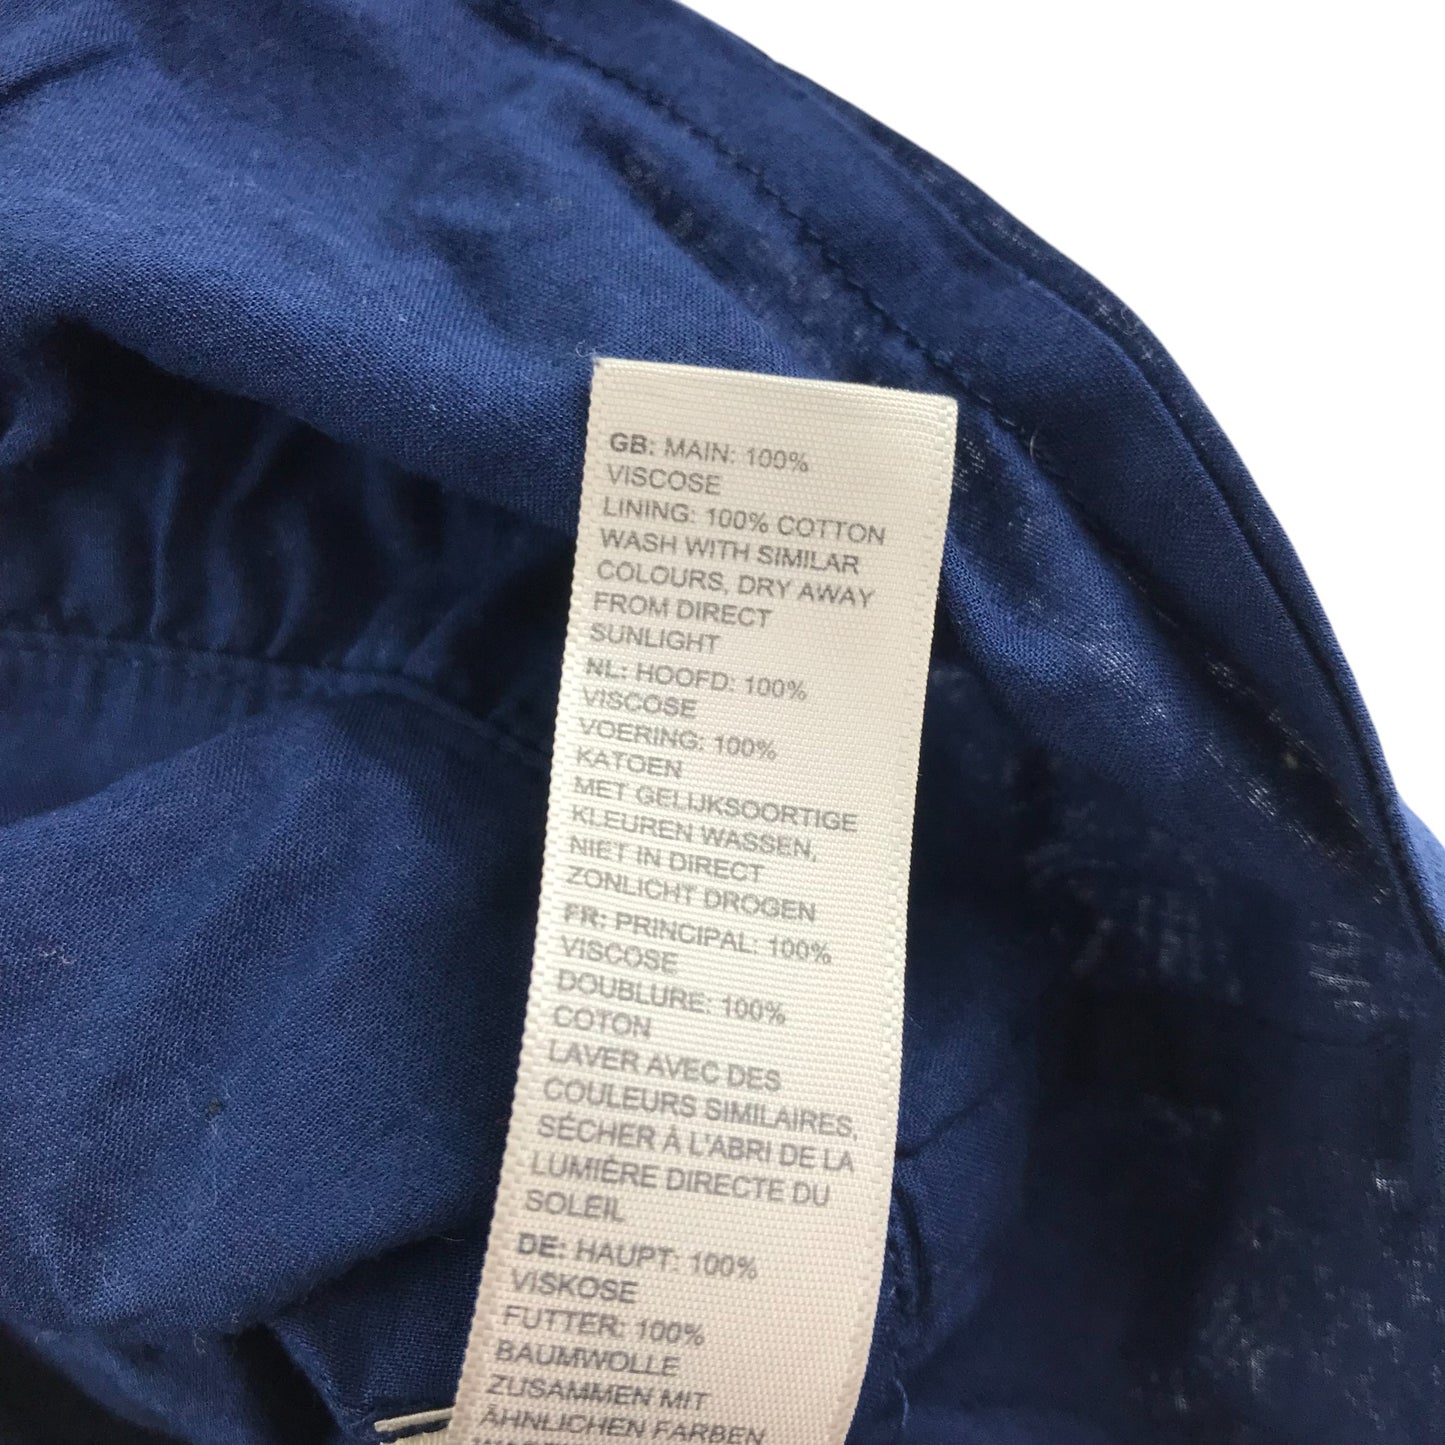 GB: MAIN: 100%
VISCOSE
LINING: 100% COTTON
WASH WITH SIMILAR
COLOURS, DRY AWAY
FROM DIRECT
SUNLIGHT
NL: HOOFD: 100%
VISCOSE
VOERING: 100%
KATOEN
MET GELIJKSOORTIGE
KLEUREN WASSEN,
NIET IN DIRECT
ZONLICHT DROGEN
FR: PRINCIPAL: 100%
VISCOSE
DOUBLURE: 100%
COTON
LAVER AVEC DES
COULEURS SIMILAIRES,
SÉCHER À L'ABRI DE LA
LUMIÈRE DIRECTE DU
SOLEIL
DE: HAUPT: 100%
VISKOSE
FUTTER: 100%
BAUMWOLLE
ZUSAMMEN MIT
ÄHNLICHEN FARBEN